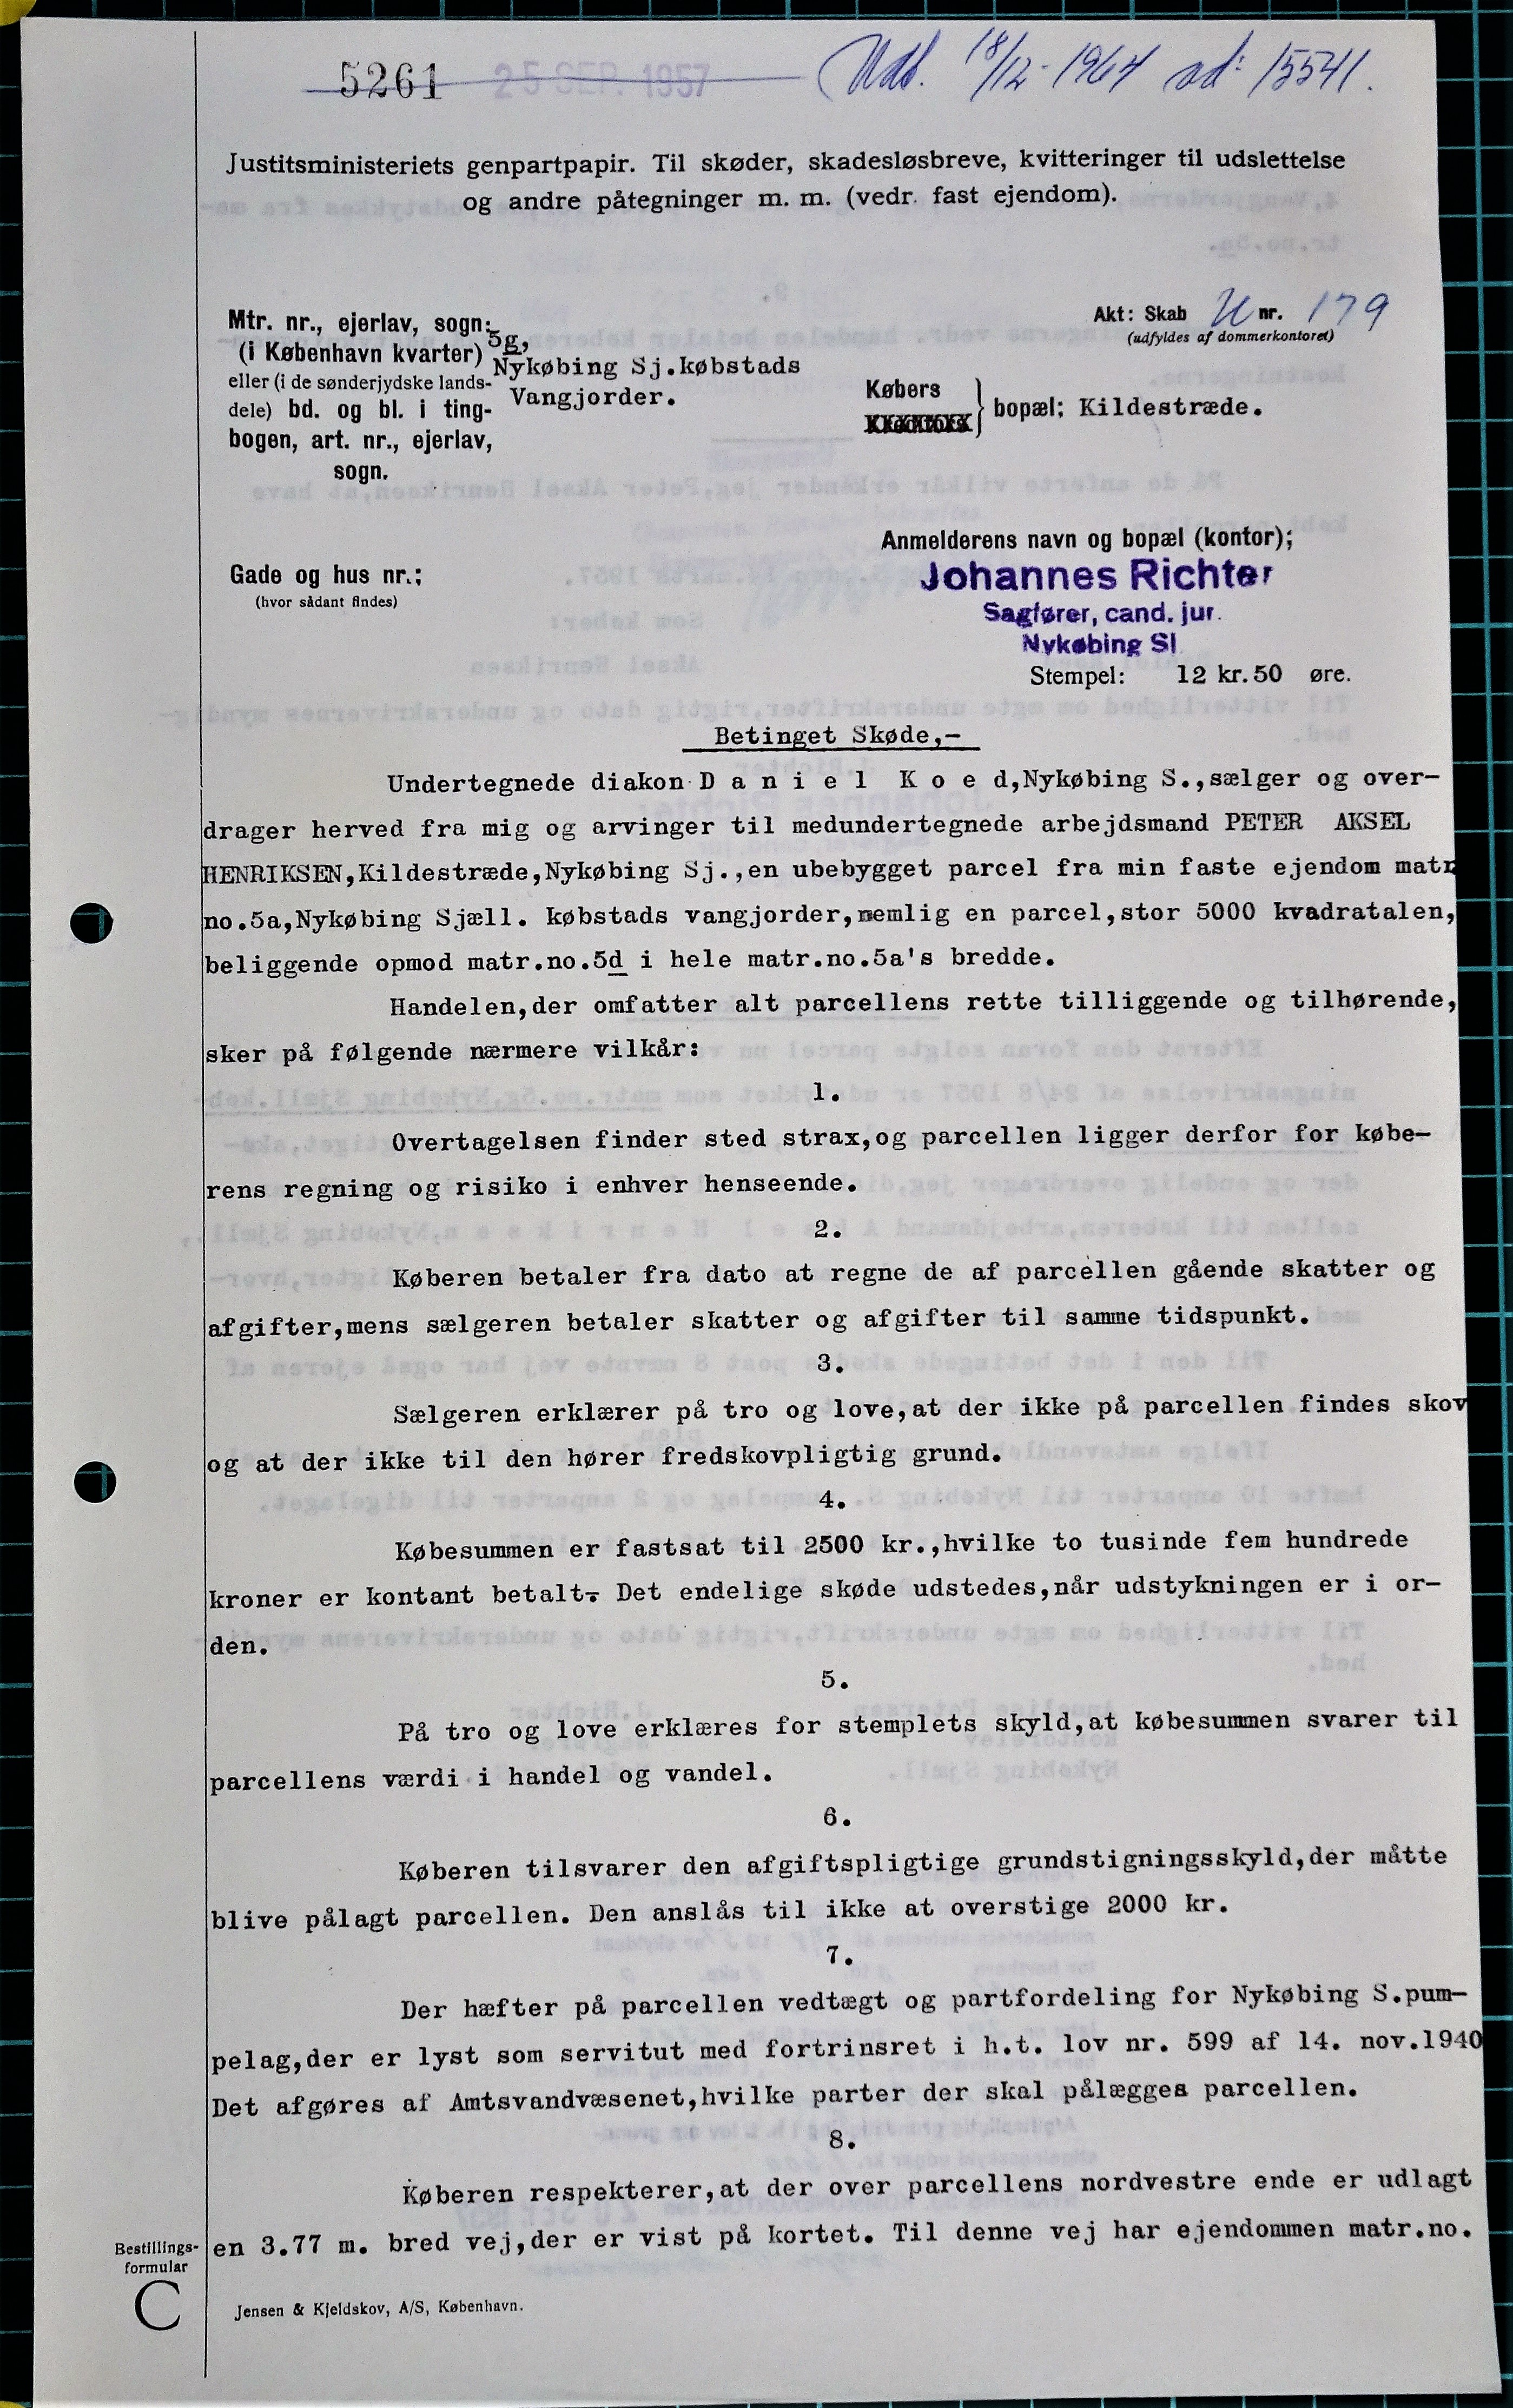 5261 25 SEP. 1957 Uds. 18/12-1964 ad: 15541.
Justitsministeriets genpartpapir. Til skøder, skadesløsbreve, kvitteringer til udslettelse
og andre påtegninger m. m. (vedr. fast ejendom).
Mtr. nr., ejerlav, sogn:
(i København kvarter)
eller (i de sønderjydske lands-
dele) bd. og bl. i ting-
bogen, art. nr., ejerlav,
sogn.
5g,
Nykøbing Sj.købstads
Vangjorder.
Akt: Skab U nr. 179
(udfyldes af dommerkontoret)
Købers
Kreditors
bopæl; Kildestræde.
Gade og hus nr.:
(hvor sådant findes)
Anmelderens navn og bopæl (kontor);
Johannes Richter
Sagfører, cand. jur.
Nykøbing Sl
Stempel: 12 kr. 50 øre.
Betinget Skøde,-
Undertegnede diakon D a n i e l K o e d,Nykøbing S.,sælger og over-
drager herved fra mig og arvinger til medundertegnede arbejdsmand PETER AKSEL
HENRIKSEN,Kildestræde,Nykøbing Sj.,en ubebygget parcel fra min faste ejendom matr
no.5a,Nykøbing Sjæll. købstads vangjorder,nemlig en parcel,stor 5000 kvadratalen,
beliggende opmod matr.no.5d i hele matr.no.5a's bredde.
Handelen,der omfatter alt parcellens rette tilliggende og tilhørende,
sker på følgende nærmere vilkår:
1.
Overtagelsen finder sted strax,og parcellen ligger derfor for købe-
rens regning og risiko i enhver henseende.
2.
Køberen betaler fra dato at regne de af parcellen gående skatter og
afgifter,mens sælgeren betaler skatter og afgifter til samme tidspunkt.
3.
Sælgeren erklærer på tro og love,at der ikke på parcellen findes skov
og at der ikke til den hører fredskovpligtig grund.
4.
Købesummen er fastsat til 2500 kr.,hvilke to tusinde fem hundrede
kroner er kontant betalt.- Det endelige skøde udstedes,når udstykningen er i or-
den.
5.
På tro og love erklæres for stemplets skyld,at købesummen svarer til
parcellens værdi i handel og vandel.
6.
Køberen tilsvarer den afgiftspligtige grundstigningsskyld,der måtte
blive pålagt parcellen. Den anslås til ikke at overstige 2000 kr.
7.
Der hæfter på parcellen vedtægt og partfordeling for Nykøbing S.pum-
pelag,der er lyst som servitut med fortrinsret i h.t. lov nr. 599 af 14. nov.1940
Det afgøres af Amtsvandvæsenet,hvilke parter der skal pålægges parcellen.
8.
Køberen respekterer,at der over parcellens nordvestre ende er udlagt
en 3.77 m. bred vej,der er vist på kortet. Til denne vej har ejendommen matr.no.
Bestillings-
formular
C
Jensen & Kjeldskov, A/S, København.